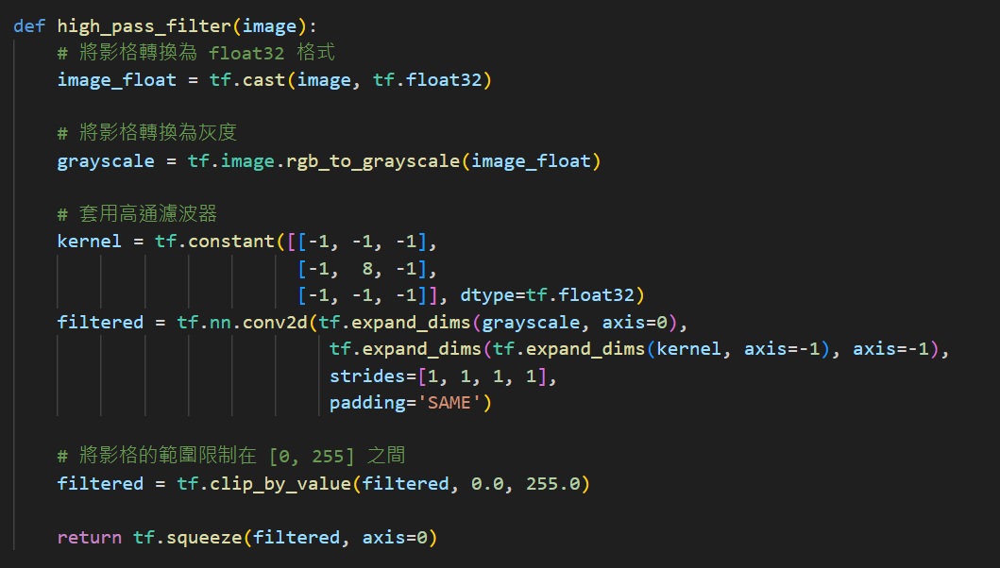 def high_pass_filter(image):
    # 將影格轉換為 float32 格式
    image_float = tf.cast(image, tf.float32)

    # 將影格轉換為灰度
    grayscale = tf.image.rgb_to_grayscale(image_float)

    # 套用高通濾波器
    kernel = tf.constant([[-1, -1, -1],
                          [-1,  8, -1],
                          [-1, -1, -1]], dtype=tf.float32)
    filtered = tf.nn.conv2d(tf.expand_dims(grayscale, axis=0),
                             tf.expand_dims(tf.expand_dims(kernel, axis=-1), axis=-1),
                             strides=[1, 1, 1, 1],
                             padding='SAME')

    # 將影格的範圍限制在 [0, 255] 之間
    filtered = tf.clip_by_value(filtered, 0.0, 255.0)

    return tf.squeeze(filtered, axis=0)